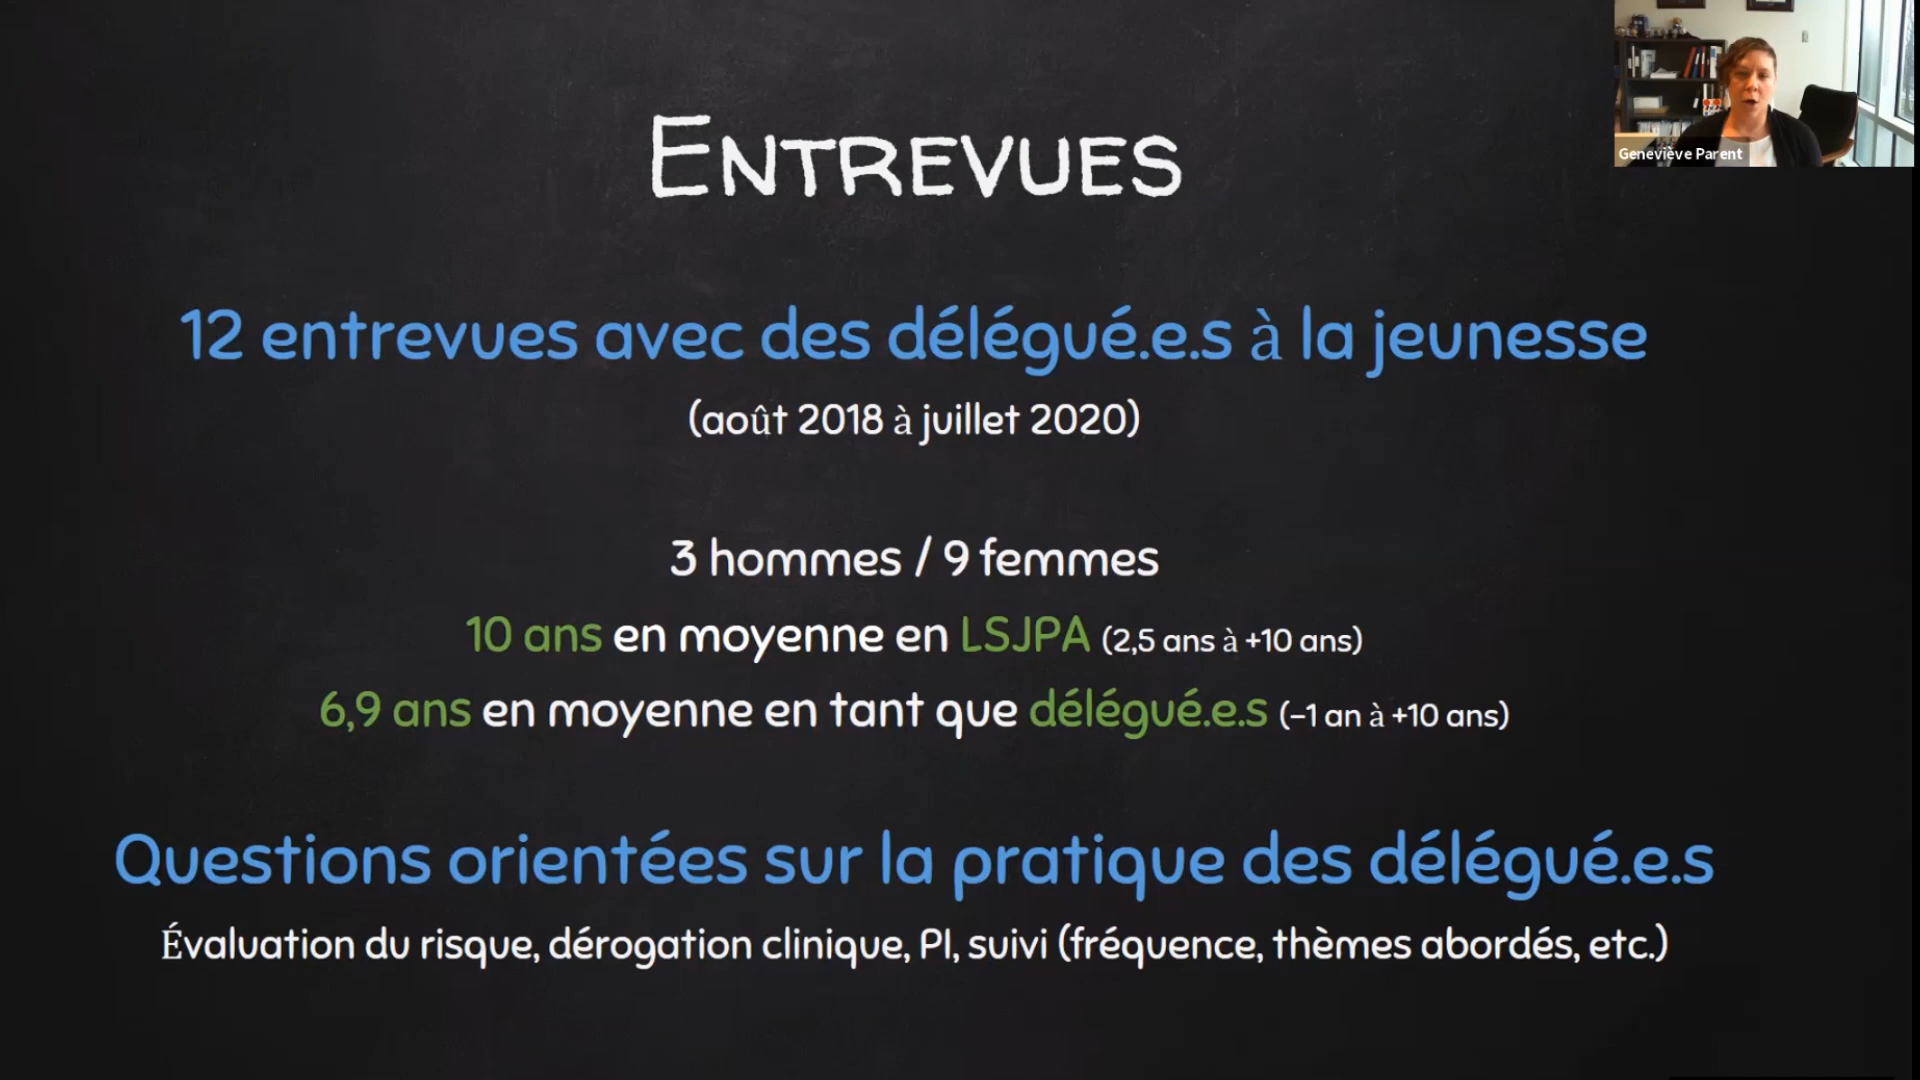 Geneviève Parent
ENTREVUES
12 entrevues avec des délégué.e.s à la jeunesse
(août 2018 à juillet 2020)
3 hommes / 9 femmes
10 ans en moyenne en LSJPA (2,5 ans à +10 ans)
6,9 ans en moyenne en tant que délégué.e.s (-1 an à +10 ans)
Questions orientées sur la pratique des délégué.e.s
Évaluation du risque, dérogation clinique, PI, suivi (fréquence, thèmes abordés, etc.)